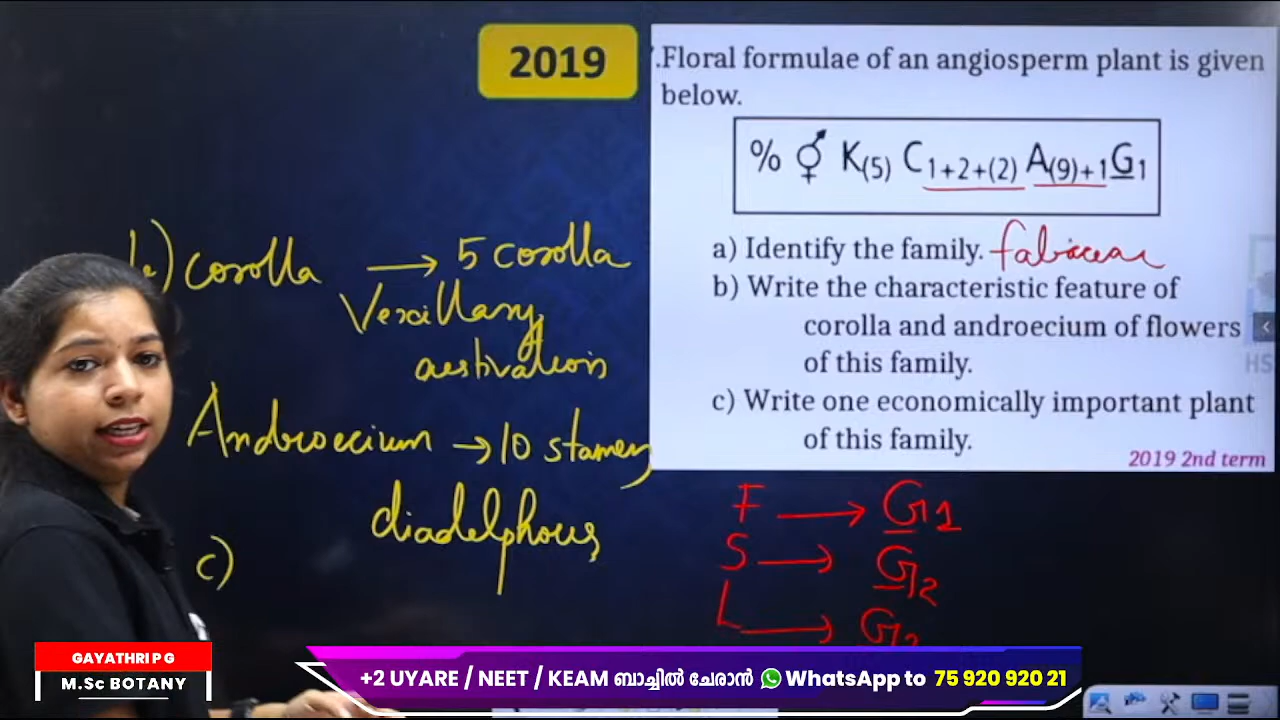 2019
.Floral formulae of an angiosperm plant is given
below.
% ⚥ K(5) C1+2+(2) A(9)+1 G1
a) Identify the family. fabaceae
b) Write the characteristic feature of
corolla and androecium of flowers
of this family.
c) Write one economically important plant
of this family.
2019 2nd term
b) corolla → 5 corolla
Vexillary
aestivation
Androecium → 10 stamens
diadelphous
c)
F → G1
S → G2
L → G
HS
GAYATHRI P G
M.Sc BOTANY
+2 UYARE / NEET / KEAM ബാച്ചിൽ ചേരാൻ WhatsApp to 75 920 920 21